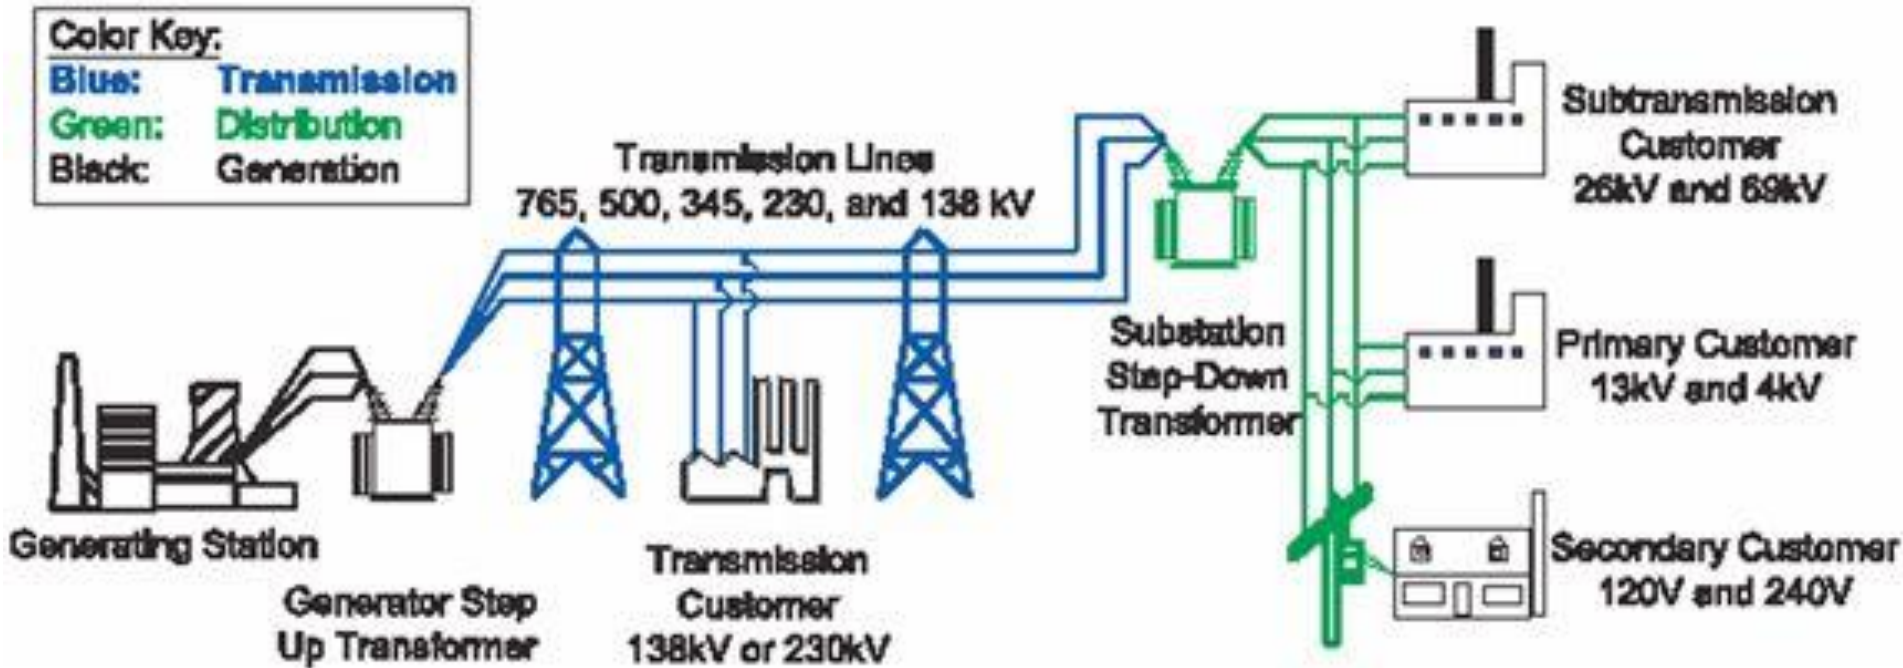 Color Key:
Blue: Transmission
Green: Distribution
Black: Generation
Transmission Lines
765, 500, 345, 230, and 138 kV
Subtransmission
Customer
26kV and 69kV
Substation
Step-Down
Transformer
Primary Customer
13kV and 4kV
Generating Station
Generator Step
Up Transformer
Transmission
Customer
138kV or 230kV
Secondary Customer
120V and 240V